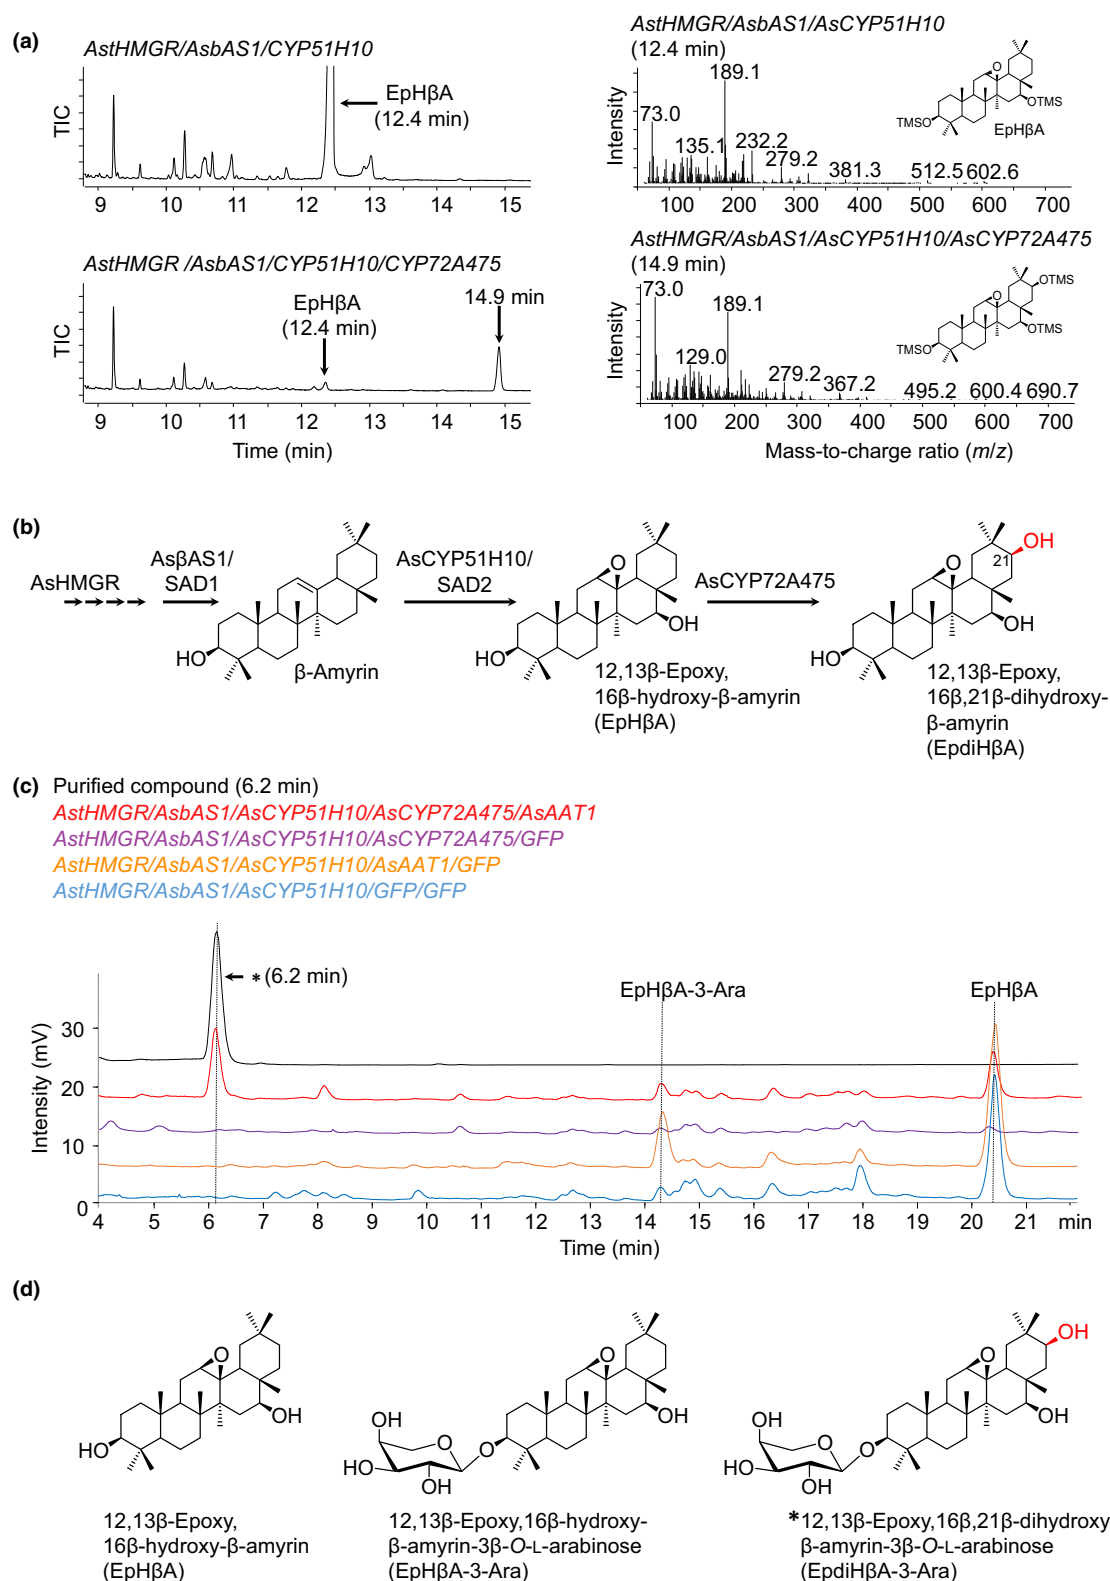 (a)
AstHMGR/AsbAS1/CYP51H10
TIC
EpHβA
(12.4 min)
9 10 11 12 13 14 15
AstHMGR/AsbAS1/AsCYP51H10
(12.4 min)
Intensity
73.0
189.1
135.1
232.2
279.2
381.3
512.5
602.6
O
OTMS
TMSO
EpHβA
100 200 300 400 500 600 700
AstHMGR /AsbAS1/CYP51H10/CYP72A475
TIC
EpHβA
(12.4 min)
14.9 min
9 10 11 12 13 14 15
Time (min)
AstHMGR/AsbAS1/AsCYP51H10/AsCYP72A475
(14.9 min)
Intensity
73.0
189.1
129.0
279.2
367.2
495.2
600.4
690.7
OTMS
O
OTMS
TMSO
100 200 300 400 500 600 700
Mass-to-charge ratio (m/z)
(b)
AsHMGR
AsβAS1/
SAD1
HO
β-Amyrin
AsCYP51H10/
SAD2
O
OH
HO
12,13β-Epoxy,
16β-hydroxy-β-amyrin
(EpHβA)
AsCYP72A475
OH
21
O
OH
HO
12,13β-Epoxy,
16β,21β-dihydroxy-
β-amyrin
(EpdiHβA)
(c) Purified compound (6.2 min)
AstHMGR/AsbAS1/AsCYP51H10/AsCYP72A475/AsAAT1
AstHMGR/AsbAS1/AsCYP51H10/AsCYP72A475/GFP
AstHMGR/AsbAS1/AsCYP51H10/AsAAT1/GFP
AstHMGR/AsbAS1/AsCYP51H10/GFP/GFP
* (6.2 min)
EpHβA-3-Ara
EpHβA
Intensity (mV)
30
20
10
0
4 5 6 7 8 9 10 11 12 13 14 15 16 17 18 19 20 21 min
Time (min)
(d)
O
OH
HO
12,13β-Epoxy,
16β-hydroxy-β-amyrin
(EpHβA)
O
OH
OH
O
O
HO
OH
12,13β-Epoxy,16β-hydroxy-
β-amyrin-3β-O-L-arabinose
(EpHβA-3-Ara)
OH
O
OH
OH
O
O
HO
OH
*12,13β-Epoxy,16β,21β-dihydroxy
β-amyrin-3β-O-L-arabinose
(EpdiHβA-3-Ara)